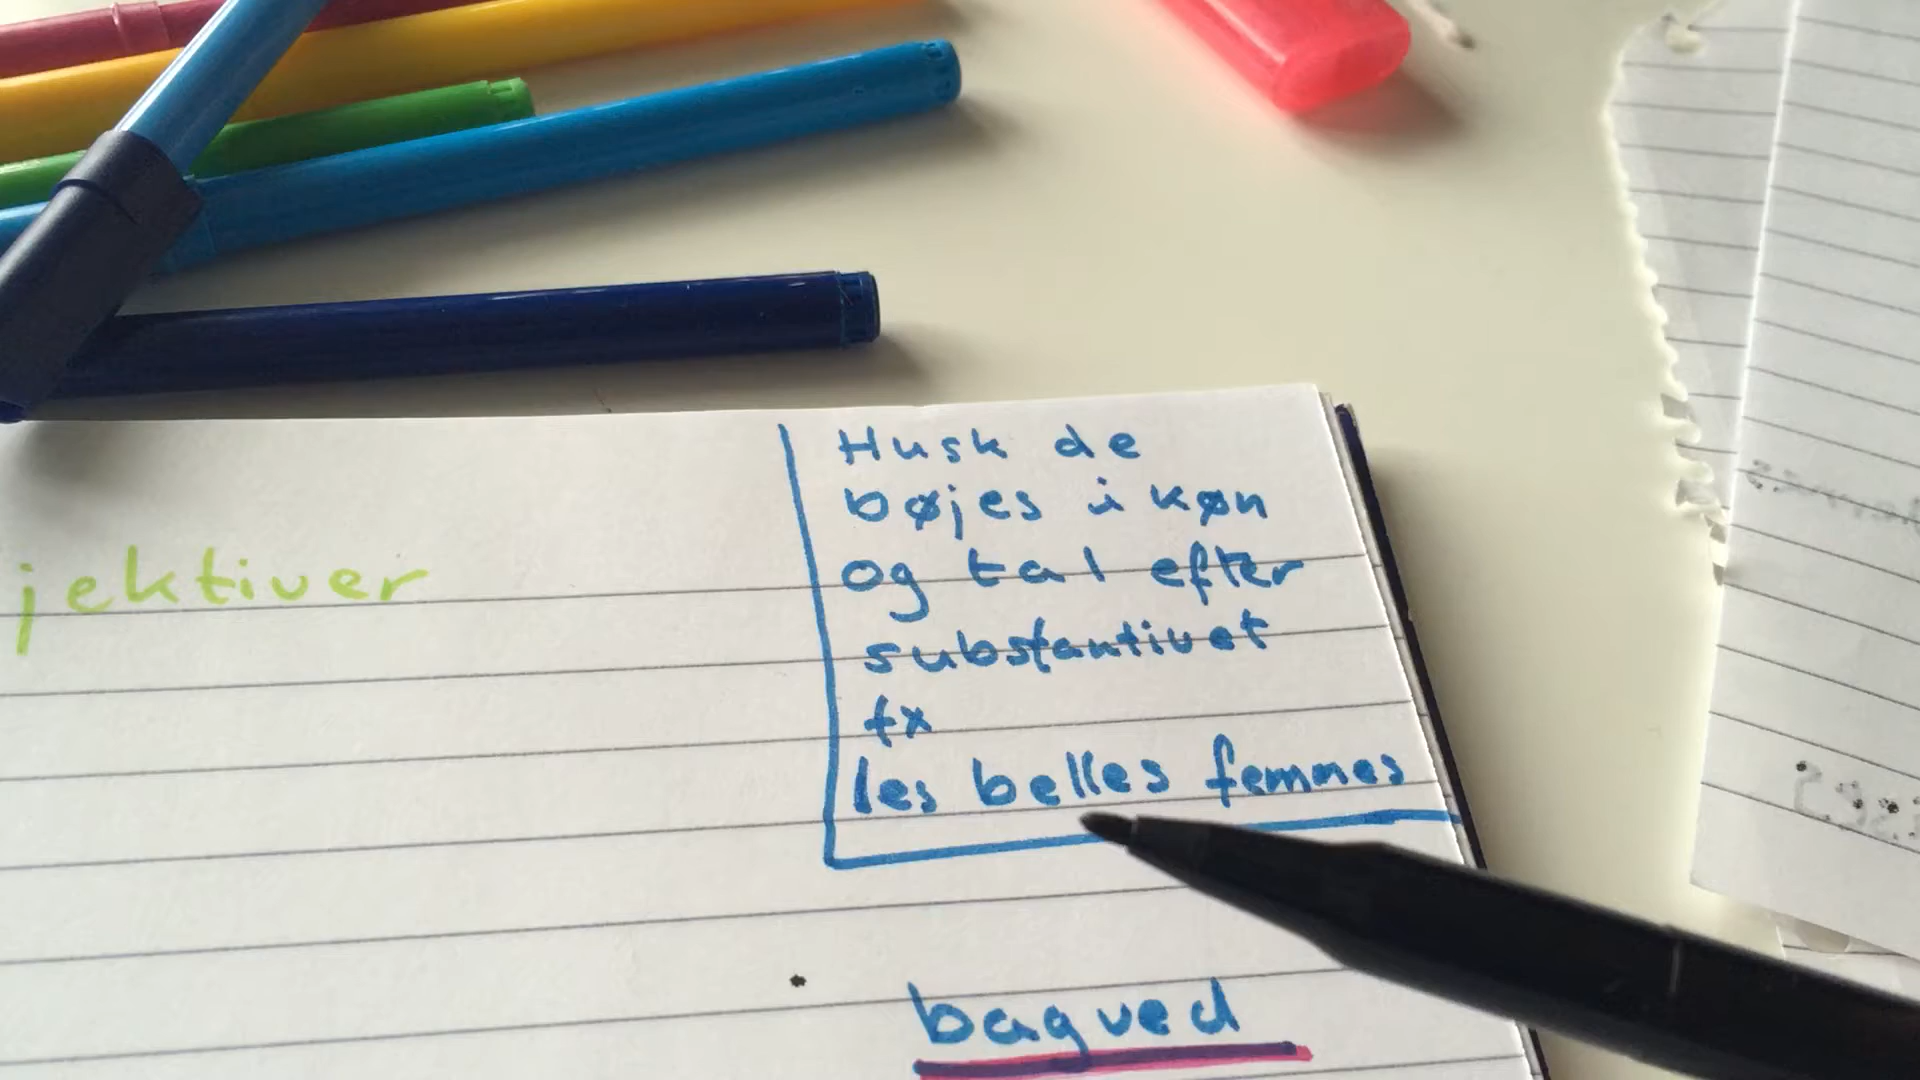 Husk de
bøjes i køn
og tal efter
jektiver
substantivet
fx
les belles femmes
bagved